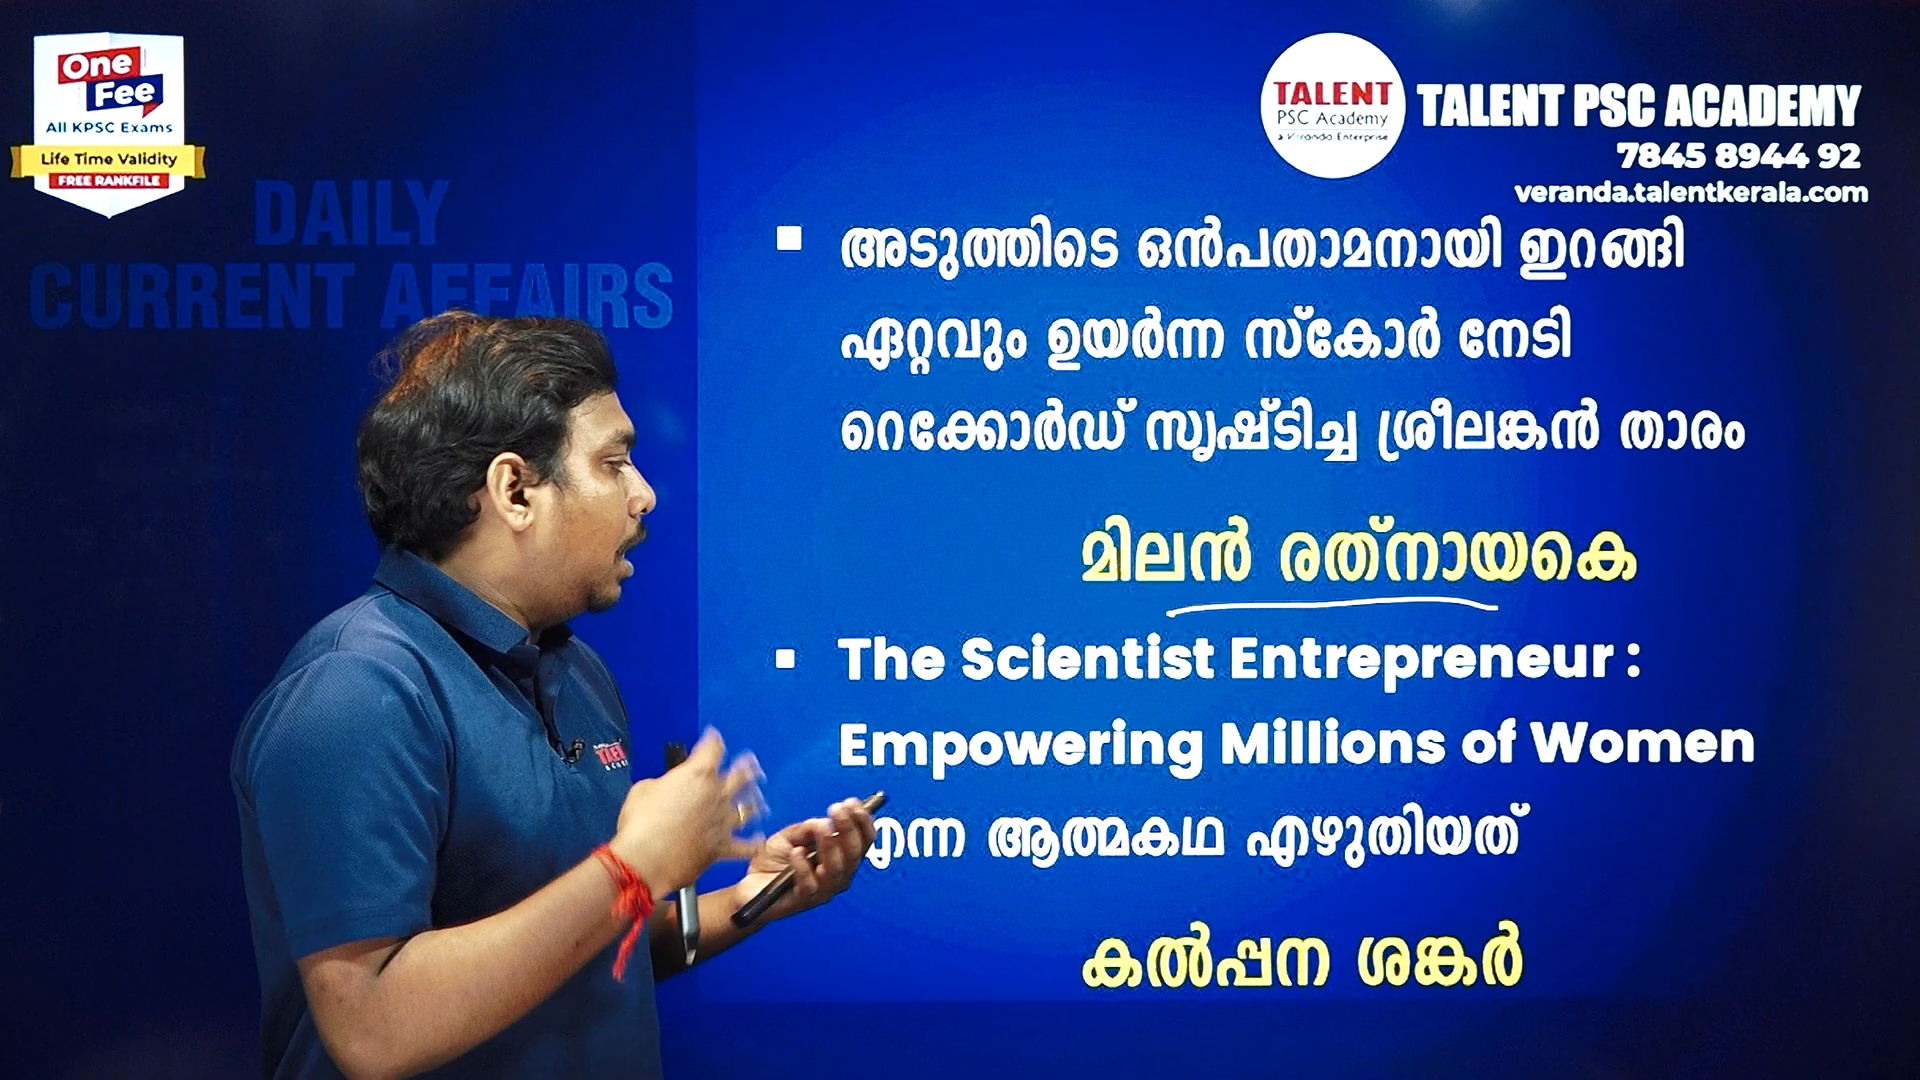 One
Fee
All KPSC Exams
Life Time Validity
FREE RANKFILE
DAILY
CURRENT AFFAIRS
TALENT
PSC Academy
a Veranda Enterprise
TALENT PSC ACADEMY
7845 8944 92
veranda.talentkerala.com
▪ അടുത്തിടെ ഒൻപതാമനായി ഇറങ്ങി
ഏറ്റവും ഉയർന്ന സ്കോർ നേടി
റെക്കോർഡ് സൃഷ്ടിച്ച ശ്രീലങ്കൻ താരം
മിലൻ രത്‌നായകെ
▪ The Scientist Entrepreneur :
Empowering Millions of Women
എന്ന ആത്മകഥ എഴുതിയത്
കൽപ്പന ശങ്കർ